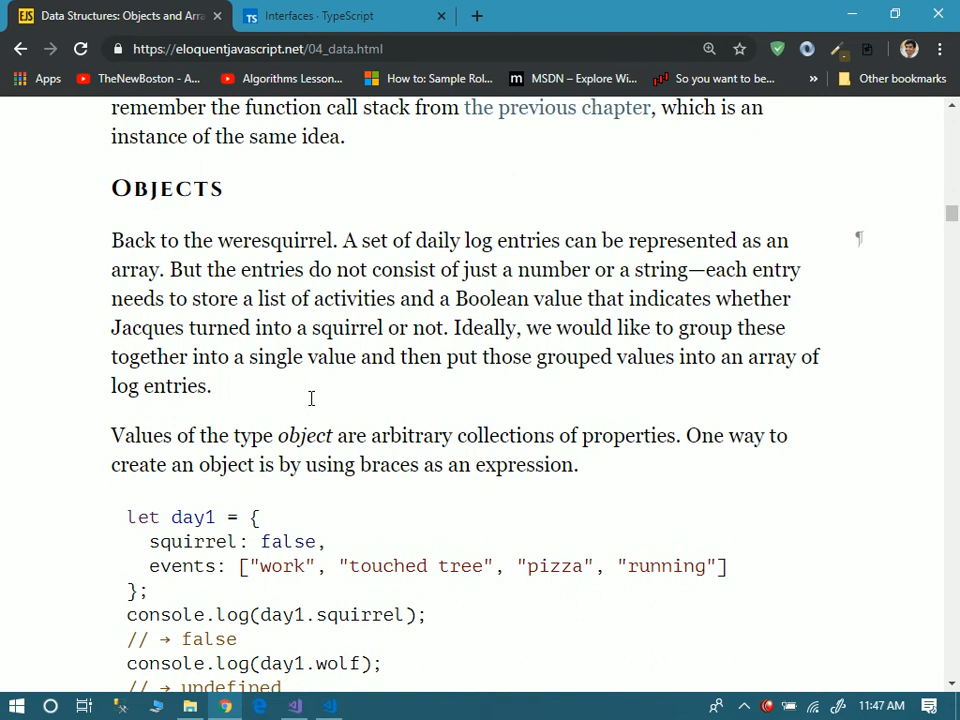 Data Structures: Objects and Arra
Interfaces · TypeScript
https://eloquentjavascript.net/04_data.html
Apps
TheNewBoston - A...
Algorithms Lesson...
How to: Sample Rol...
MSDN – Explore Wi...
So you want to be...
»
Other bookmarks
remember the function call stack from the previous chapter, which is an
instance of the same idea.
Objects
Back to the weresquirrel. A set of daily log entries can be represented as an
¶
array. But the entries do not consist of just a number or a string—each entry
needs to store a list of activities and a Boolean value that indicates whether
Jacques turned into a squirrel or not. Ideally, we would like to group these
together into a single value and then put those grouped values into an array of
log entries.
Values of the type object are arbitrary collections of properties. One way to
create an object is by using braces as an expression.
let day1 = {
squirrel: false,
events: ["work", "touched tree", "pizza", "running"]
};
console.log(day1.squirrel);
// → false
console.log(day1.wolf);
// → undefined
11:47 AM